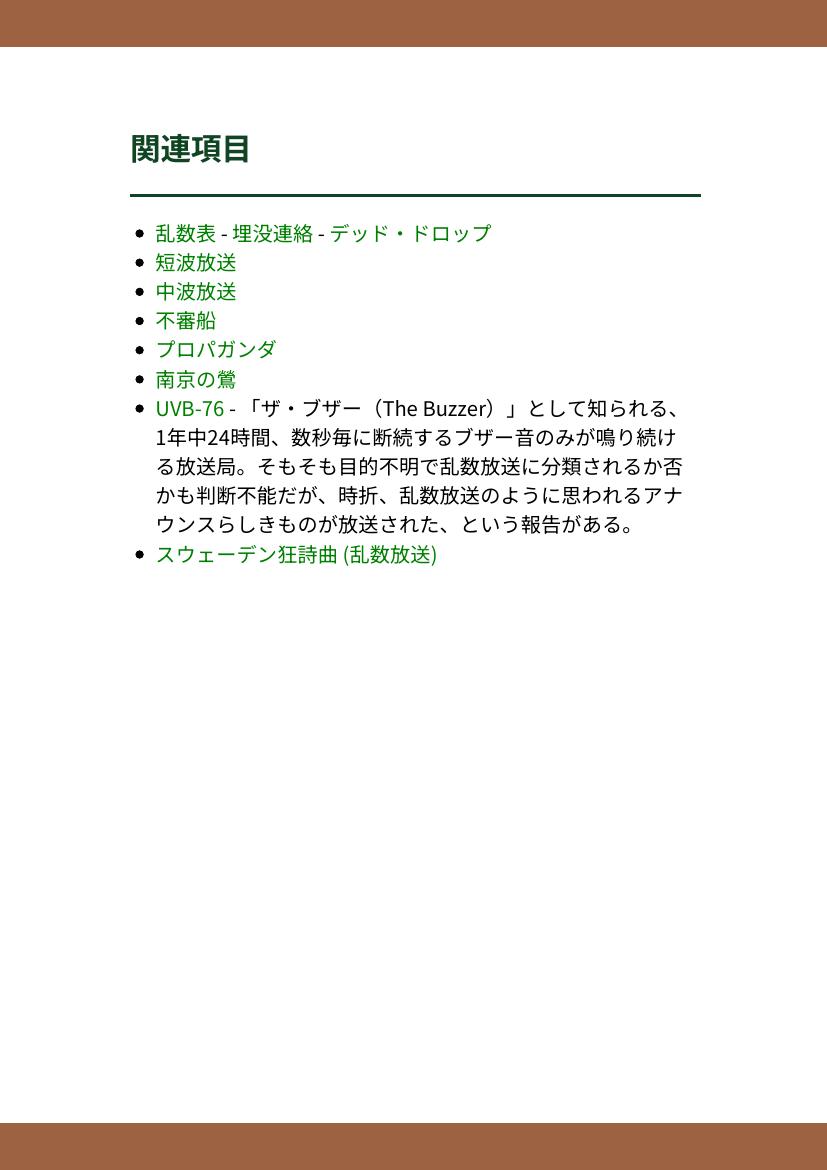 関連項目
乱数表 - 埋没連絡 - デッド・ドロップ
短波放送
中波放送
不審船
プロパガンダ
南京の鶯
UVB-76 - 「ザ・ブザー（The Buzzer）」として知られる、
1年中24時間、数秒毎に断続するブザー音のみが鳴り続け
る放送局。そもそも目的不明で乱数放送に分類されるか否
かも判断不能だが、時折、乱数放送のように思われるアナ
ウンスらしきものが放送された、という報告がある。
スウェーデン狂詩曲 (乱数放送)